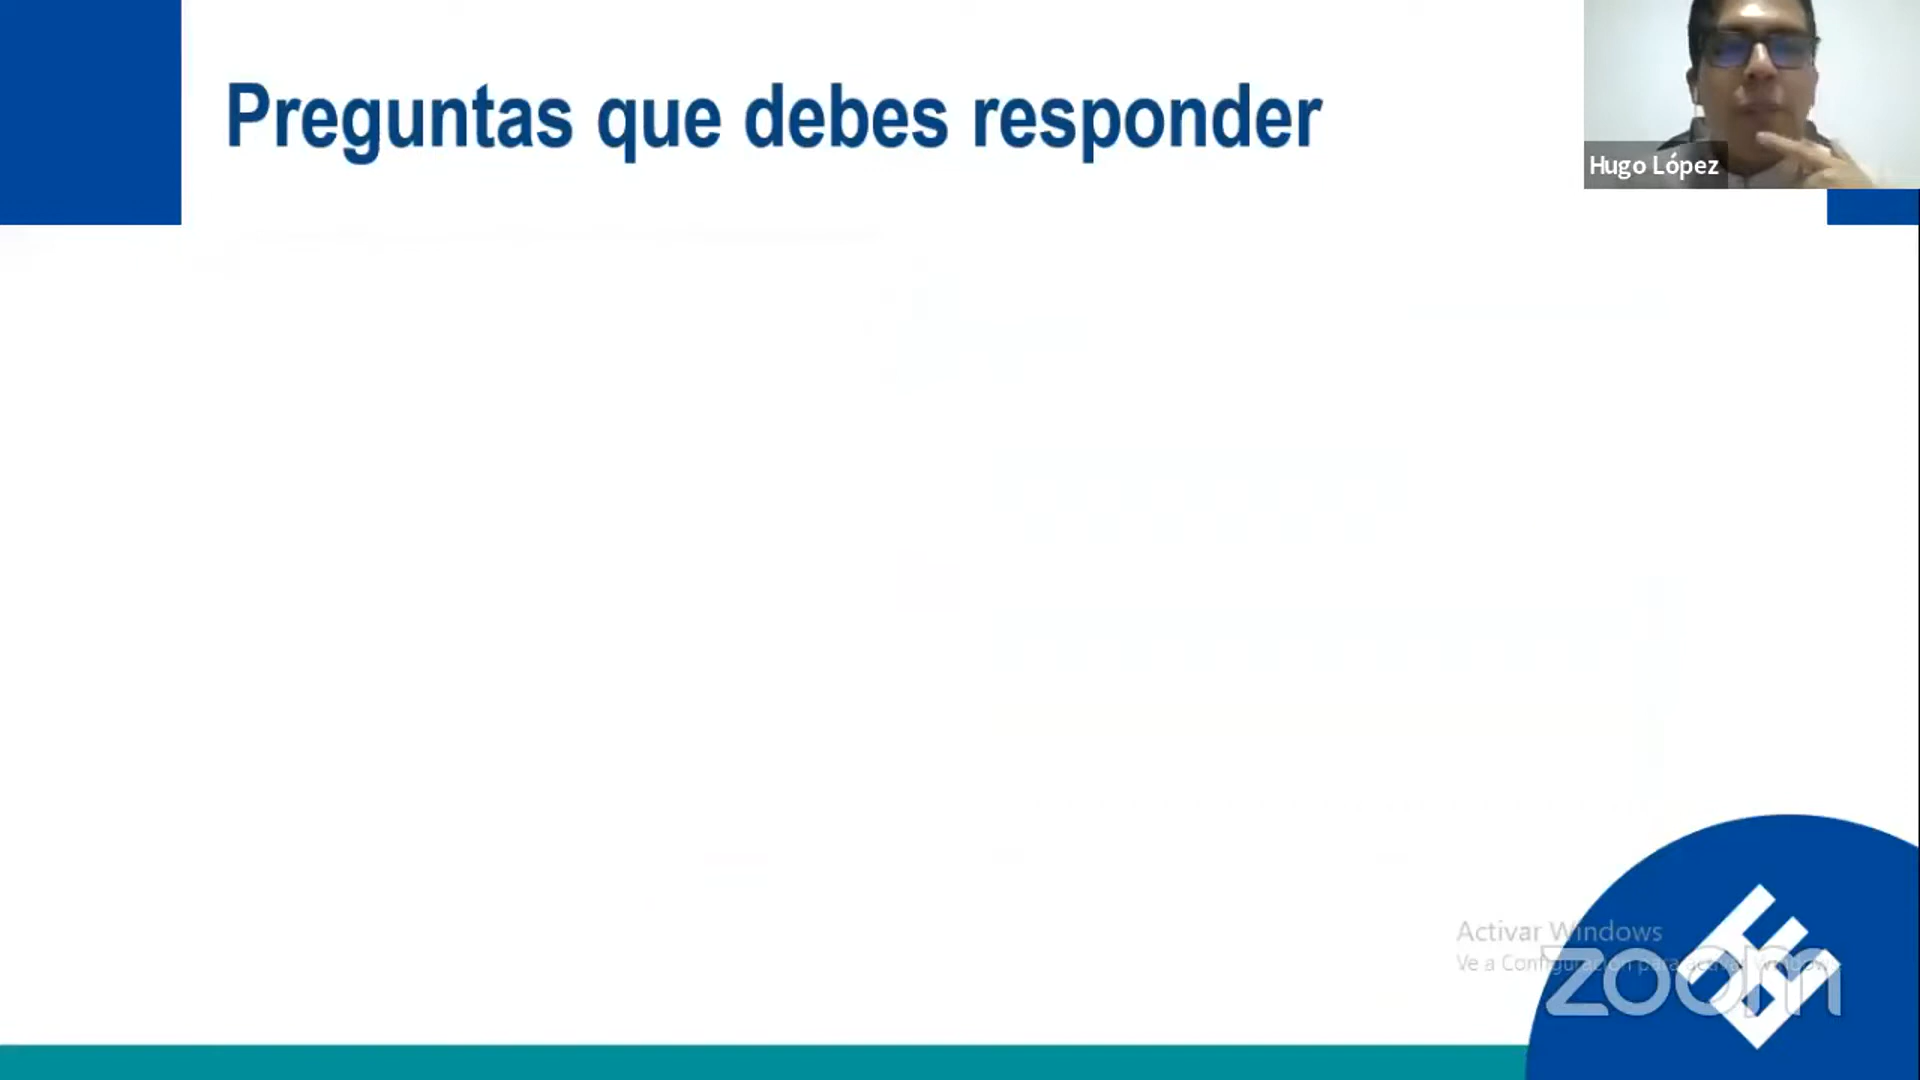 Preguntas que debes responder
Hugo López
Activar Windows
Ve a Configuración para activar Windows
zoom